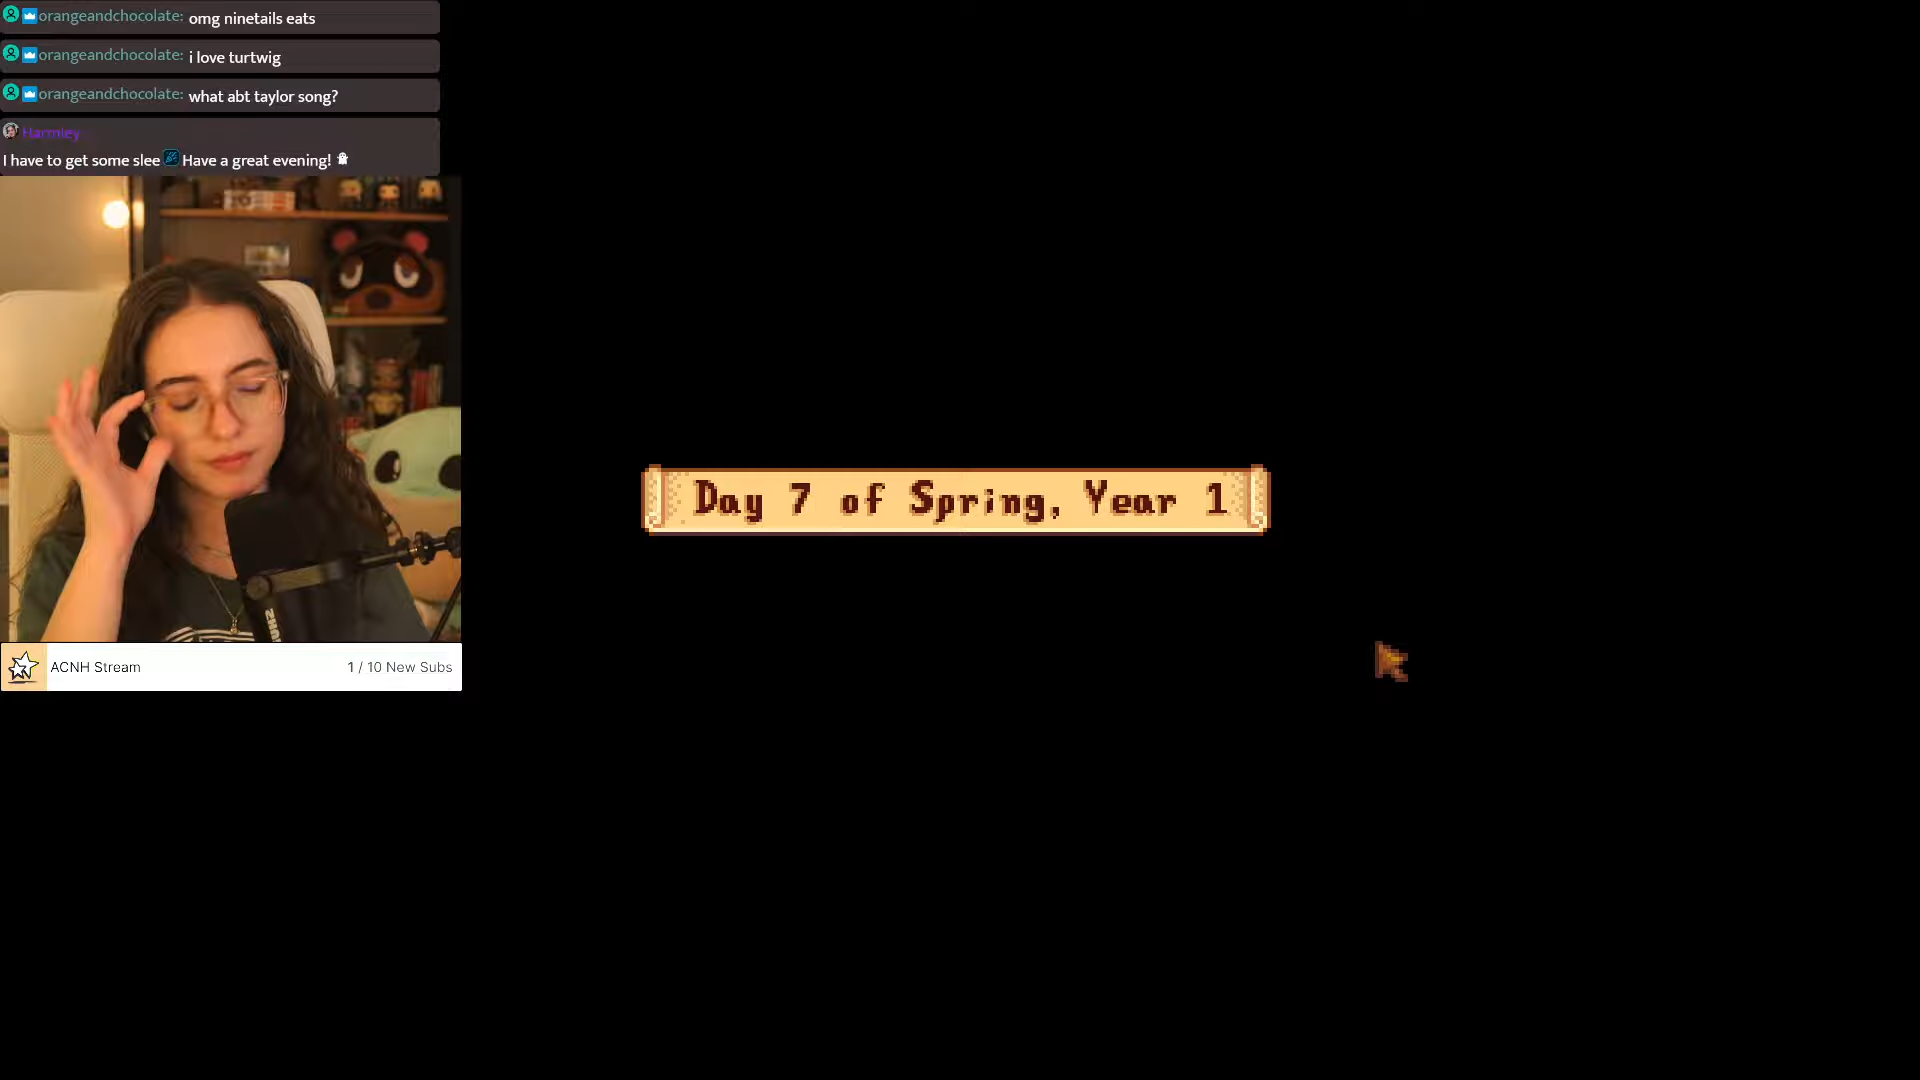 orangeandchocolate: omg ninetails eats
orangeandchocolate: i love turtwig
orangeandchocolate: what abt taylor song?
Harmley
I have to get some slee Have a great evening!
Day 7 of Spring, Year 1
ACNH Stream 1 / 10 New Subs